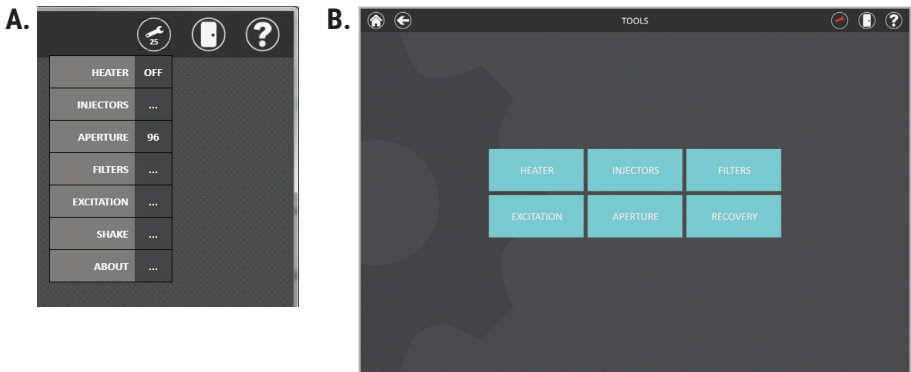 A.
25
?
HEATER OFF
INJECTORS ...
APERTURE 96
FILTERS ...
EXCITATION ...
SHAKE ...
ABOUT ...
B.
TOOLS
?
HEATER INJECTORS FILTERS
EXCITATION APERTURE RECOVERY